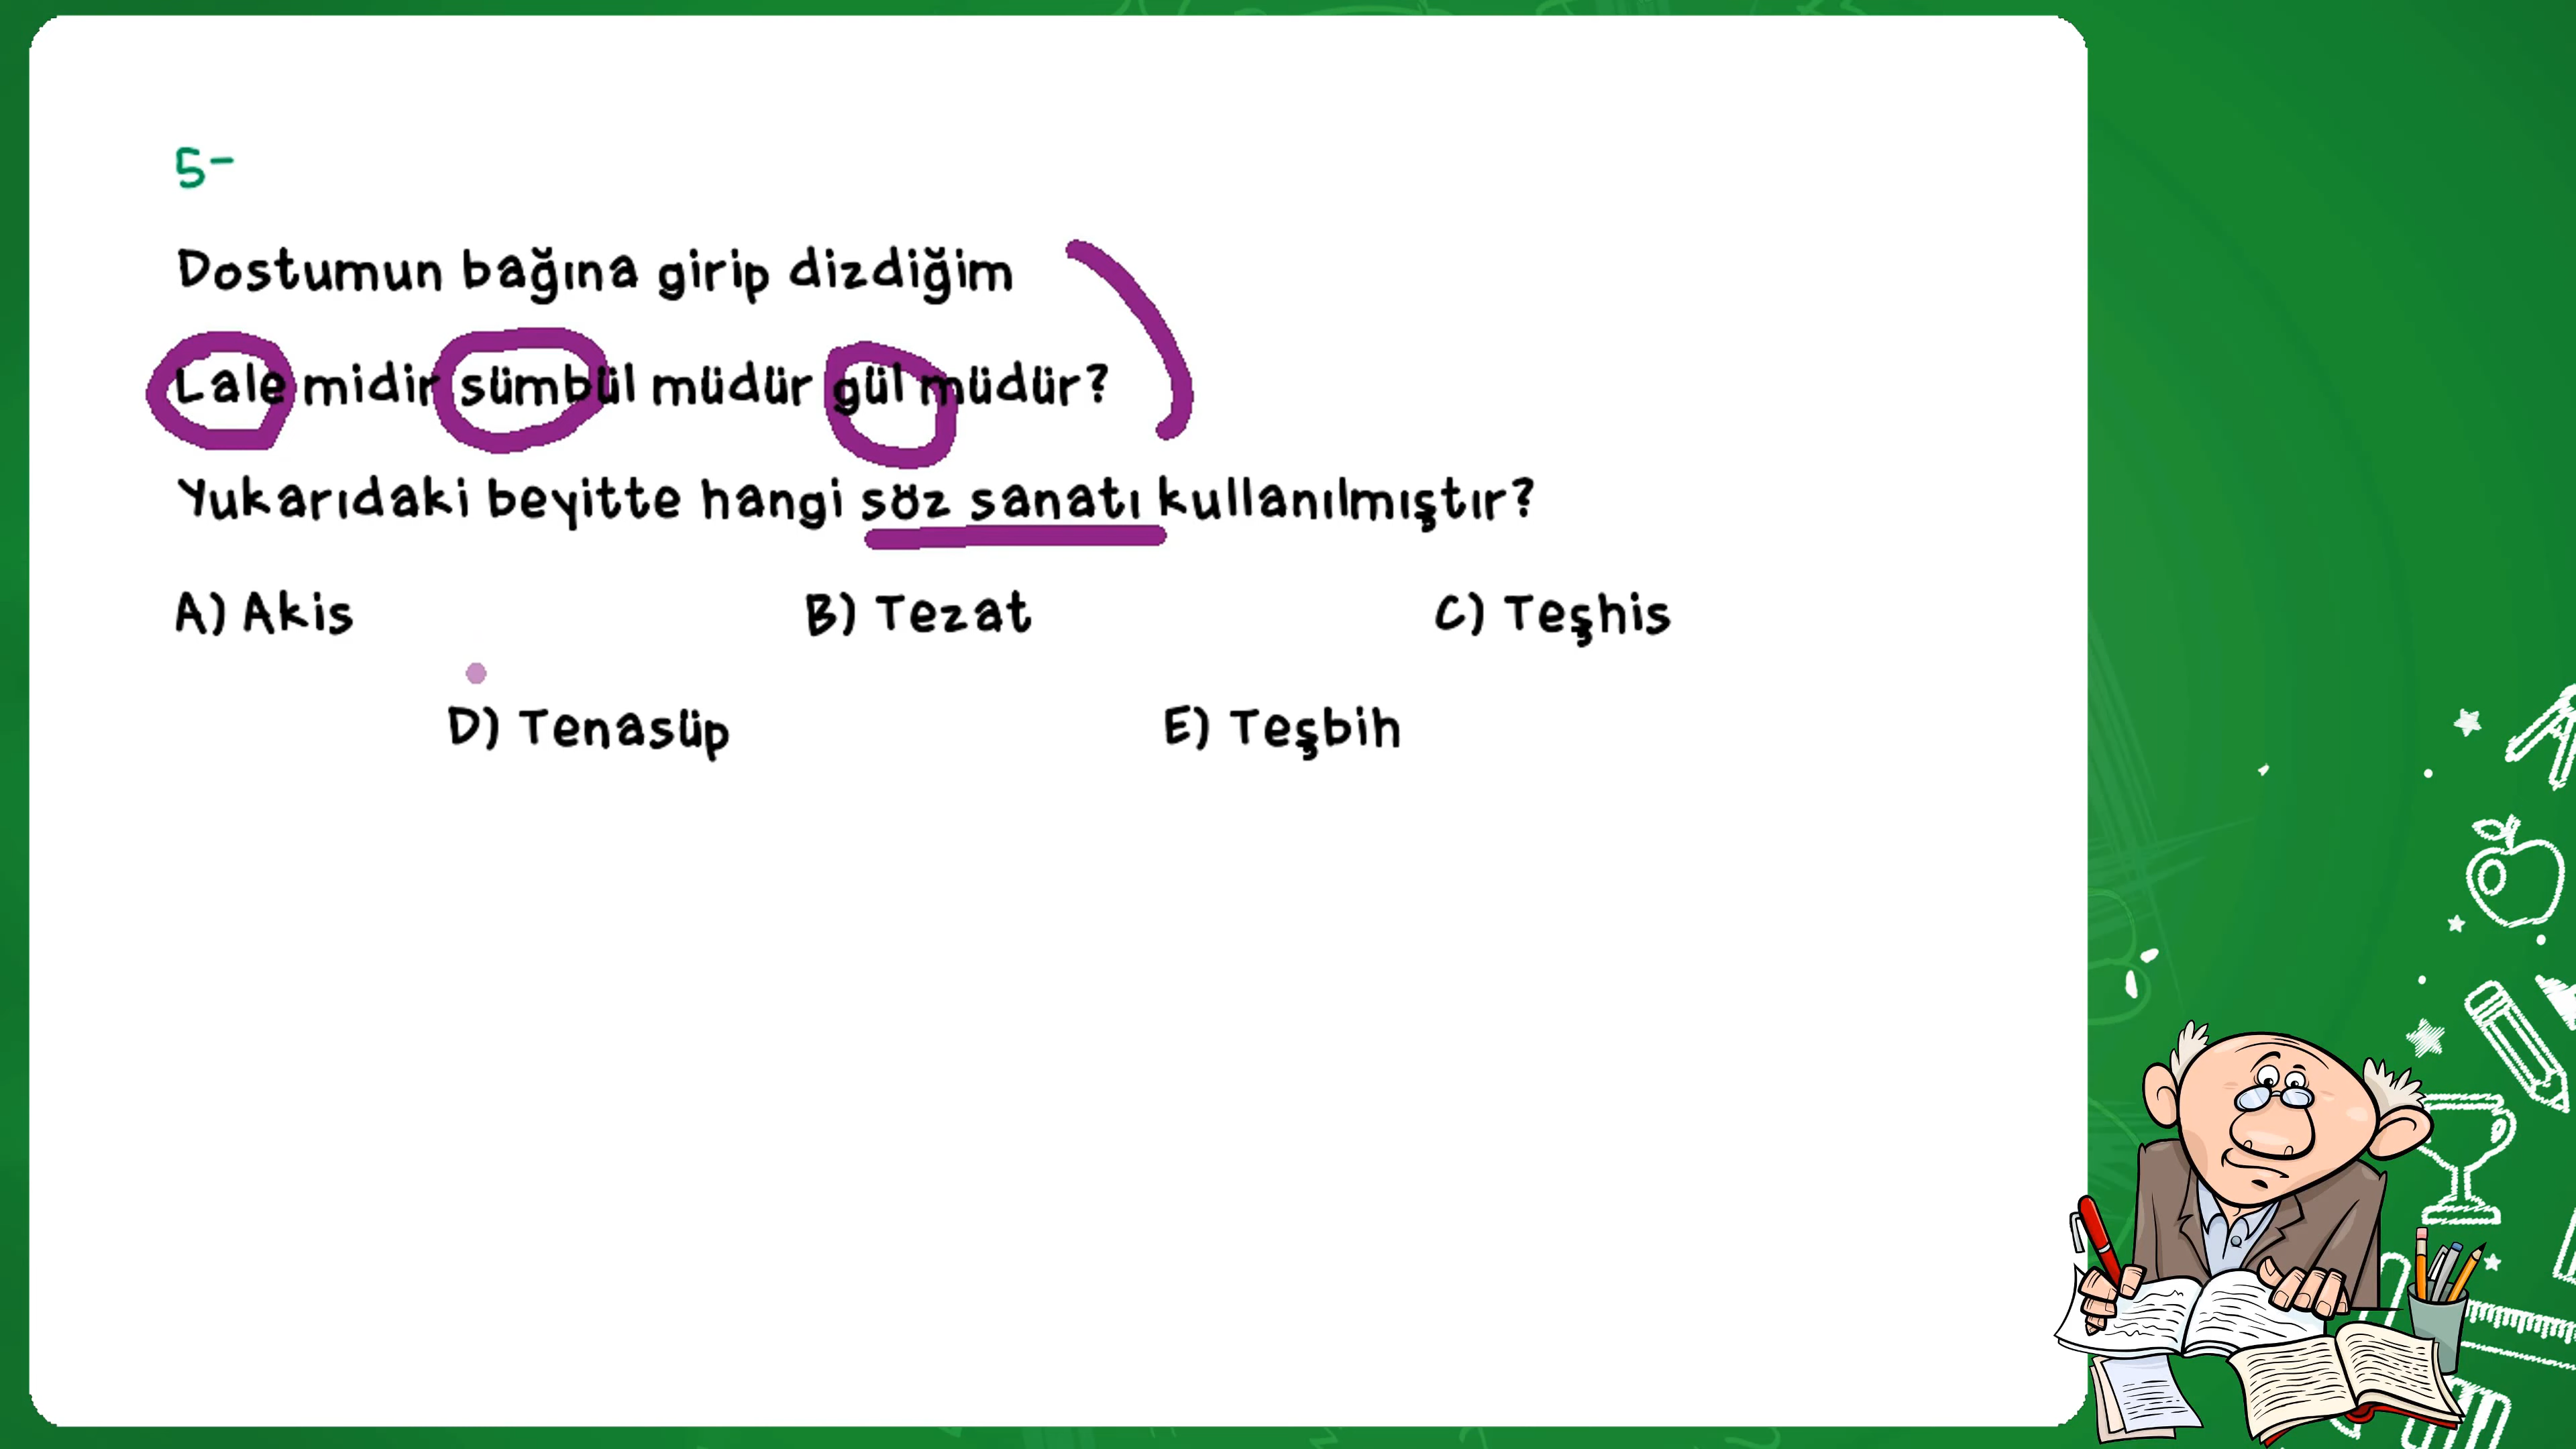 5-
Dostumun bağına girip dizdiğim
Lale midir sümbül müdür gül müdür?
Yukarıdaki beyitte hangi söz sanatı kullanılmıştır?
A) Akis B) Tezat C) Teşhis
D) Tenasüp E) Teşbih